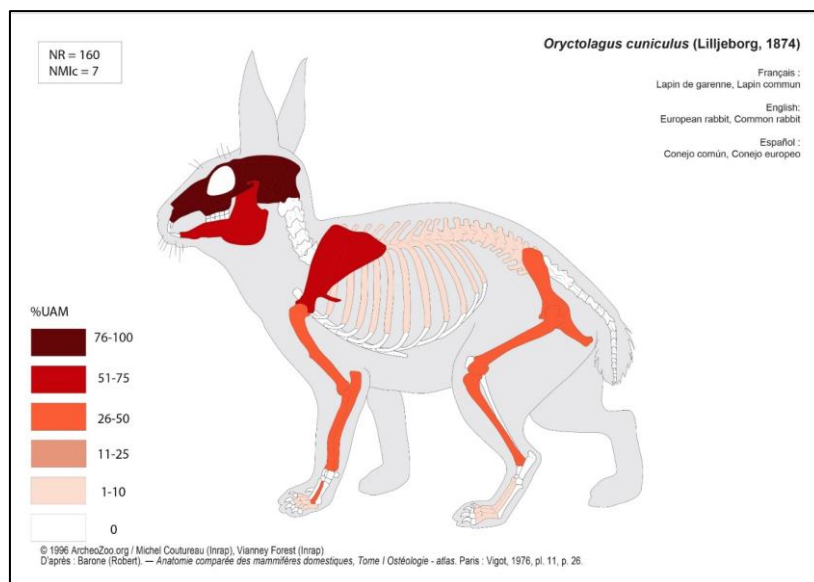 NR = 160
NMIc = 7
Oryctolagus cuniculus (Lilljeborg, 1874)
Français :
Lapin de garenne, Lapin commun
English:
European rabbit, Common rabbit
Español :
Conejo común, Conejo europeo
%UAM
76-100
51-75
26-50
11-25
1-10
0
© 1996 ArcheoZoo.org / Michel Coutureau (Inrap), Vianney Forest (Inrap)
D'après : Barone (Robert). — Anatomie comparée des mammifères domestiques, Tome I Ostéologie - atlas. Paris : Vigot, 1976, pl. 11, p. 26.